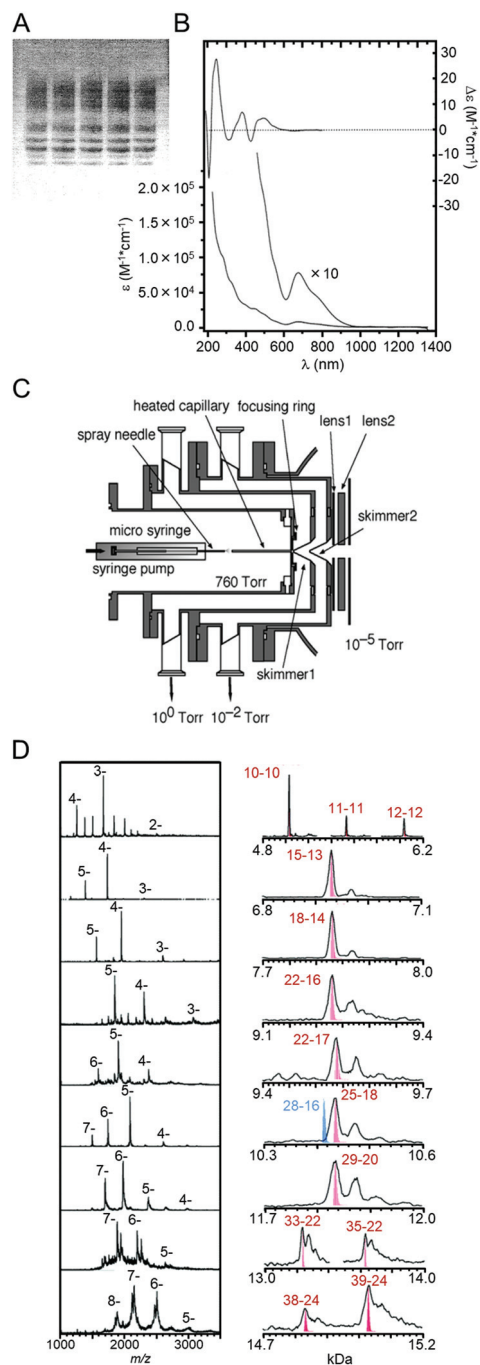 A
B
30
20
10
0
-10
-20
-30
Δε (M⁻¹*cm⁻¹)
2.0 × 10⁵
1.5 × 10⁵
1.0 × 10⁵
5.0 × 10⁴
0.0
ε (M⁻¹*cm⁻¹)
× 10
200 400 600 800 1000 1200 1400
λ (nm)
C
heated capillary focusing ring
spray needle
lens1 lens2
micro syringe
syringe pump
skimmer2
760 Torr
skimmer1
10⁻⁵ Torr
10⁰ Torr 10⁻² Torr
D
4- 3- 2-
10-10 11-11 12-12
4.8 6.2
5- 4- 3-
15-13
6.8 7.1
5- 4- 3-
18-14
7.7 8.0
5- 4- 3-
22-16
9.1 9.4
6- 5- 4-
22-17
9.4 9.7
7- 6- 5- 4-
28-16 25-18
10.3 10.6
7- 6- 5- 4-
29-20
11.7 12.0
7- 6- 5-
33-22 35-22
13.0 14.0
8- 7- 6- 5-
38-24 39-24
14.7 15.2
1000 2000 3000
m/z
kDa